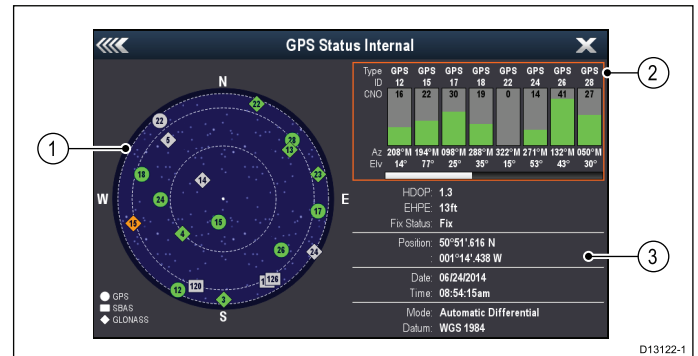 GPS Status Internal
N
W
E
S
22
22
5
28
13
18
14
23
24
17
15
15
4
26
24
12
120
126
3
GPS
SBAS
GLONASS
Type GPS GPS GPS GPS GPS GPS GPS GPS
ID 12 15 17 18 22 24 26 28
CNO 16 22 30 19 0 14 41 27
Az 208°M 194°M 098°M 288°M 322°M 271°M 132°M 050°M
Elv 14° 77° 25° 35° 15° 53° 43° 30°
HDOP: 1.3
EHPE: 13ft
Fix Status: Fix
Position: 50°51'.616 N
: 001°14'.438 W
Date: 06/24/2014
Time: 08:54:15am
Mode: Automatic Differential
Datum: WGS 1984
1
2
3
D13122-1